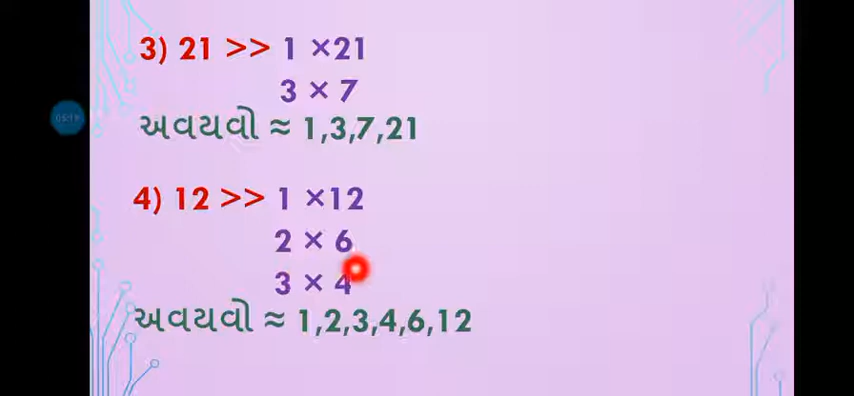 3) 21 >> 1 ×21
3 × 7
અવયવો ≈ 1,3,7,21
4) 12 >> 1 ×12
2 × 6
3 × 4
અવયવો ≈ 1,2,3,4,6,12